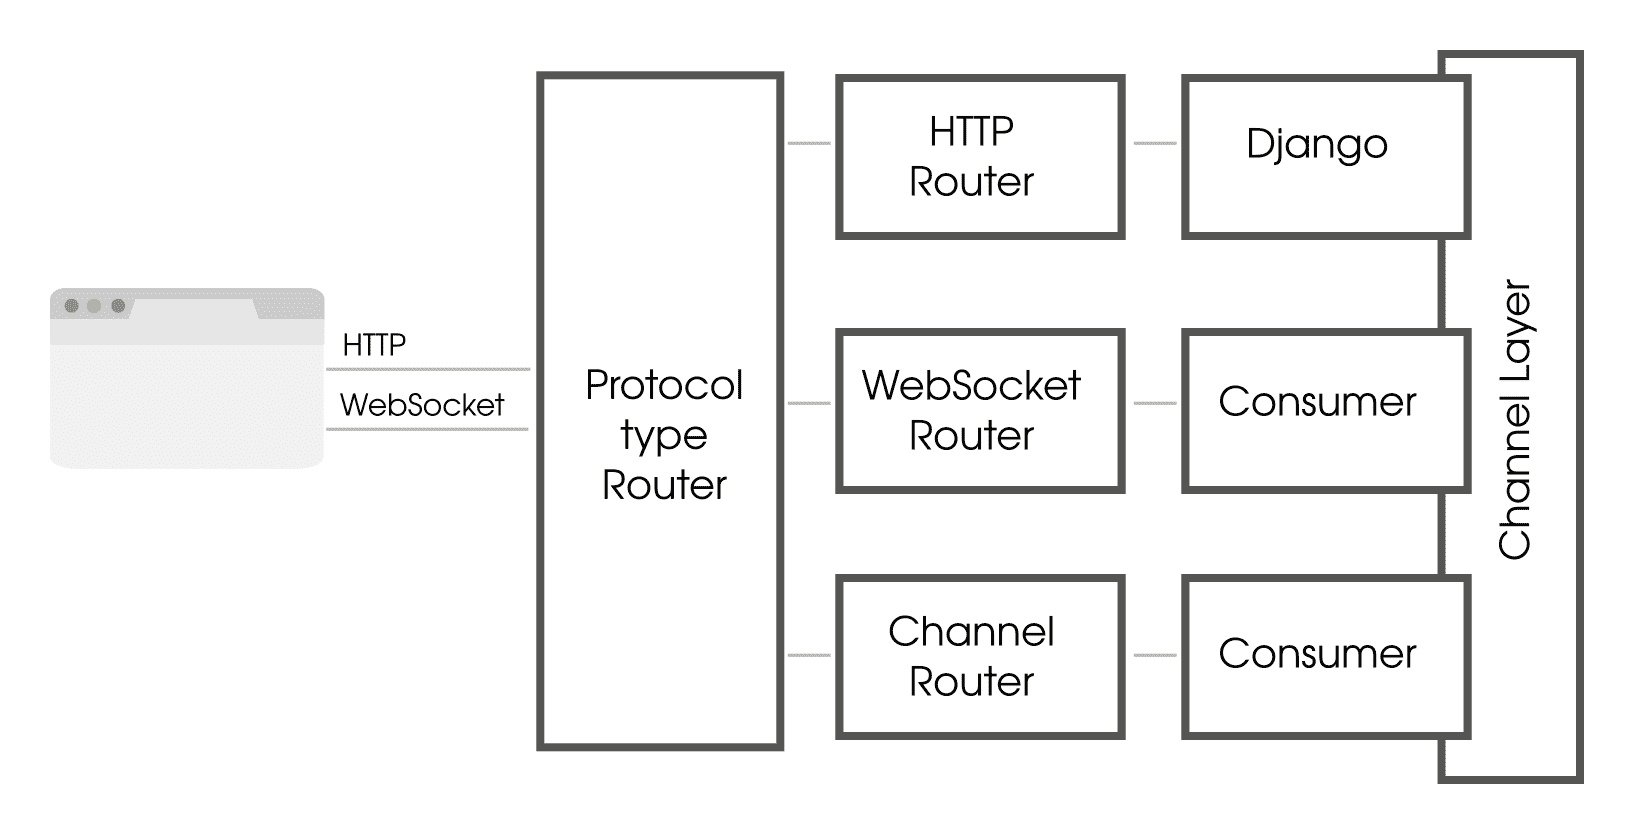 HTTP
WebSocket
Protocol
type
Router
HTTP
Router
Django
WebSocket
Router
Consumer
Channel
Router
Consumer
Channel Layer